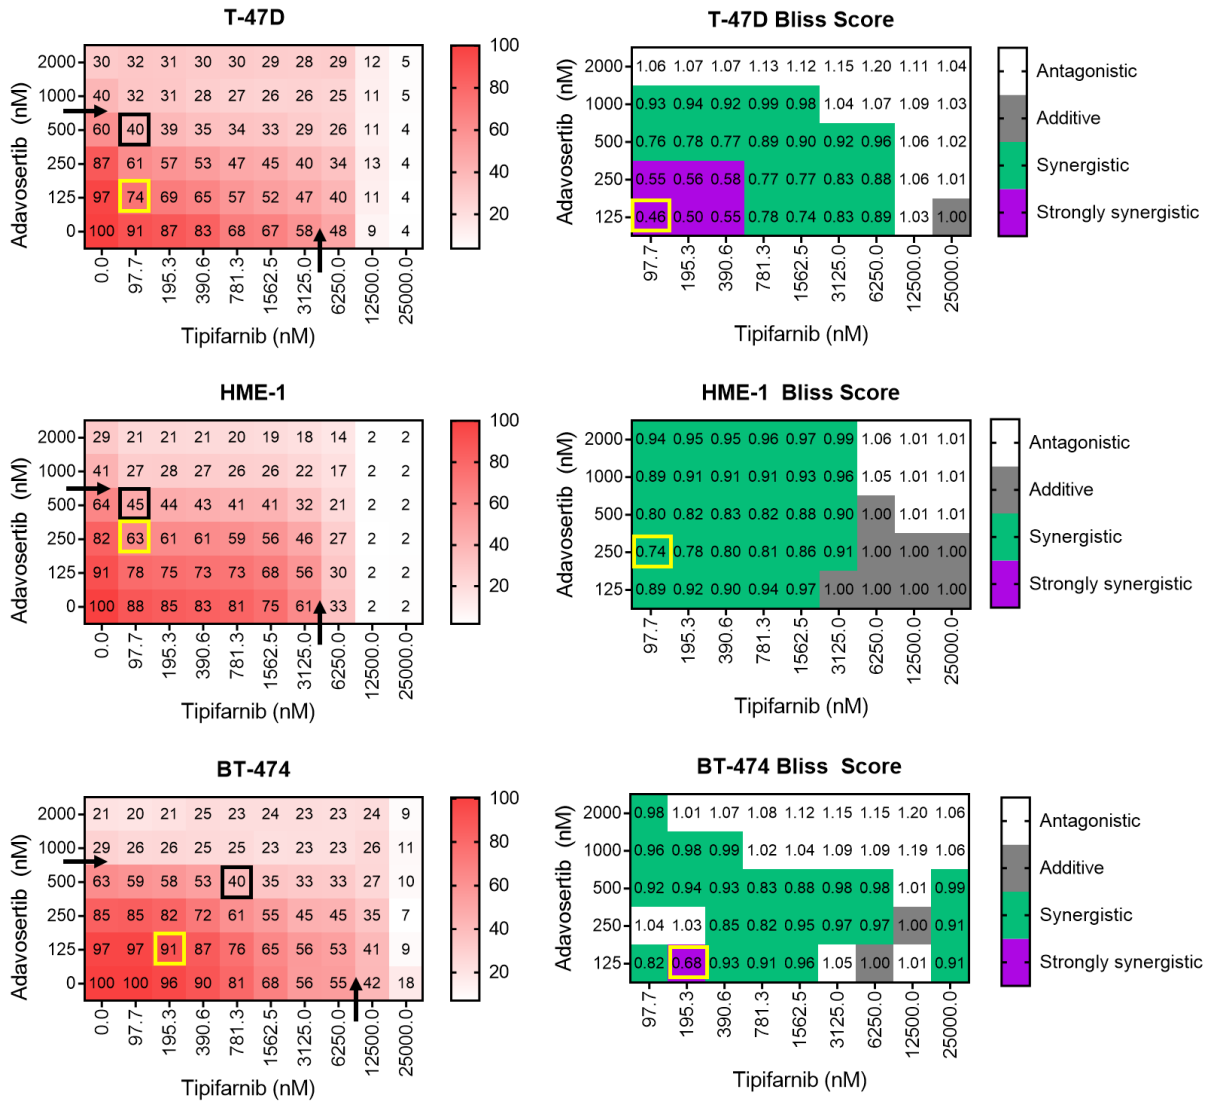 T-47D
Adavosertib (nM)
2000 30 32 31 30 30 29 28 29 12 5
1000 40 32 31 28 27 26 26 25 11 5
500 60 40 39 35 34 33 29 26 11 4
250 87 61 57 53 47 45 40 34 13 4
125 97 74 69 65 57 52 47 40 11 4
0 100 91 87 83 68 67 58 48 9 4
0.0 97.7 195.3 390.6 781.3 1562.5 3125.0 6250.0 12500.0 25000.0
Tipifarnib (nM)
100
80
60
40
20
T-47D Bliss Score
Adavosertib (nM)
2000 1.06 1.07 1.07 1.13 1.12 1.15 1.20 1.11 1.04
1000 0.93 0.94 0.92 0.99 0.98 1.04 1.07 1.09 1.03
500 0.76 0.78 0.77 0.89 0.90 0.92 0.96 1.06 1.02
250 0.55 0.56 0.58 0.77 0.77 0.83 0.88 1.06 1.01
125 0.46 0.50 0.55 0.78 0.74 0.83 0.89 1.03 1.00
97.7 195.3 390.6 781.3 1562.5 3125.0 6250.0 12500.0 25000.0
Tipifarnib (nM)
Antagonistic
Additive
Synergistic
Strongly synergistic
HME-1
Adavosertib (nM)
2000 29 21 21 21 20 19 18 14 2 2
1000 41 27 28 27 26 26 22 17 2 2
500 64 45 44 43 41 41 32 21 2 2
250 82 63 61 61 59 56 46 27 2 2
125 91 78 75 73 73 68 56 30 2 2
0 100 88 85 83 81 75 61 33 2 2
0.0 97.7 195.3 390.6 781.3 1562.5 3125.0 6250.0 12500.0 25000.0
Tipifarnib (nM)
100
80
60
40
20
HME-1 Bliss Score
Adavosertib (nM)
2000 0.94 0.95 0.95 0.96 0.97 0.99 1.06 1.01 1.01
1000 0.89 0.91 0.91 0.91 0.93 0.96 1.05 1.01 1.01
500 0.80 0.82 0.83 0.82 0.88 0.90 1.00 1.01 1.01
250 0.74 0.78 0.80 0.81 0.86 0.91 1.00 1.00 1.00
125 0.89 0.92 0.90 0.94 0.97 1.00 1.00 1.00 1.00
97.7 195.3 390.6 781.3 1562.5 3125.0 6250.0 12500.0 25000.0
Tipifarnib (nM)
Antagonistic
Additive
Synergistic
Strongly synergistic
BT-474
Adavosertib (nM)
2000 21 20 21 25 23 24 23 23 24 9
1000 29 26 26 25 25 23 23 23 26 11
500 63 59 58 53 40 35 33 33 27 10
250 85 85 82 72 61 55 45 45 35 7
125 97 97 91 87 76 65 56 53 41 9
0 100 100 96 90 81 68 56 55 42 18
0.0 97.7 195.3 390.6 781.3 1562.5 3125.0 6250.0 12500.0 25000.0
Tipifarnib (nM)
100
80
60
40
20
BT-474 Bliss Score
Adavosertib (nM)
2000 0.98 1.01 1.07 1.08 1.12 1.15 1.15 1.20 1.06
1000 0.96 0.98 0.99 1.02 1.04 1.09 1.09 1.19 1.06
500 0.92 0.94 0.93 0.83 0.88 0.98 0.98 1.01 0.99
250 1.04 1.03 0.85 0.82 0.95 0.97 0.97 1.00 0.91
125 0.82 0.68 0.93 0.91 0.96 1.05 1.00 1.01 0.91
97.7 195.3 390.6 781.3 1562.5 3125.0 6250.0 12500.0 25000.0
Tipifarnib (nM)
Antagonistic
Additive
Synergistic
Strongly synergistic